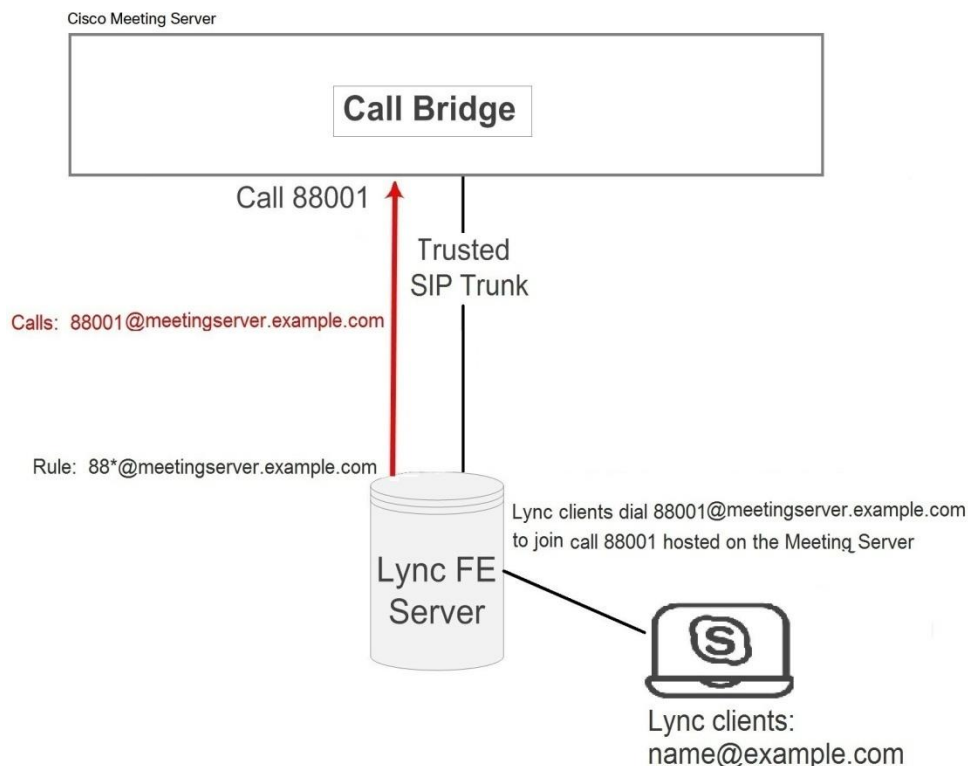 Cisco Meeting Server
Call Bridge
Call 88001
Trusted
SIP Trunk
Calls: 88001@meetingserver.example.com
Rule: 88*@meetingserver.example.com
Lync clients dial 88001@meetingserver.example.com
to join call 88001 hosted on the Meeting Server
Lync FE
Server
S
Lync clients:
name@example.com